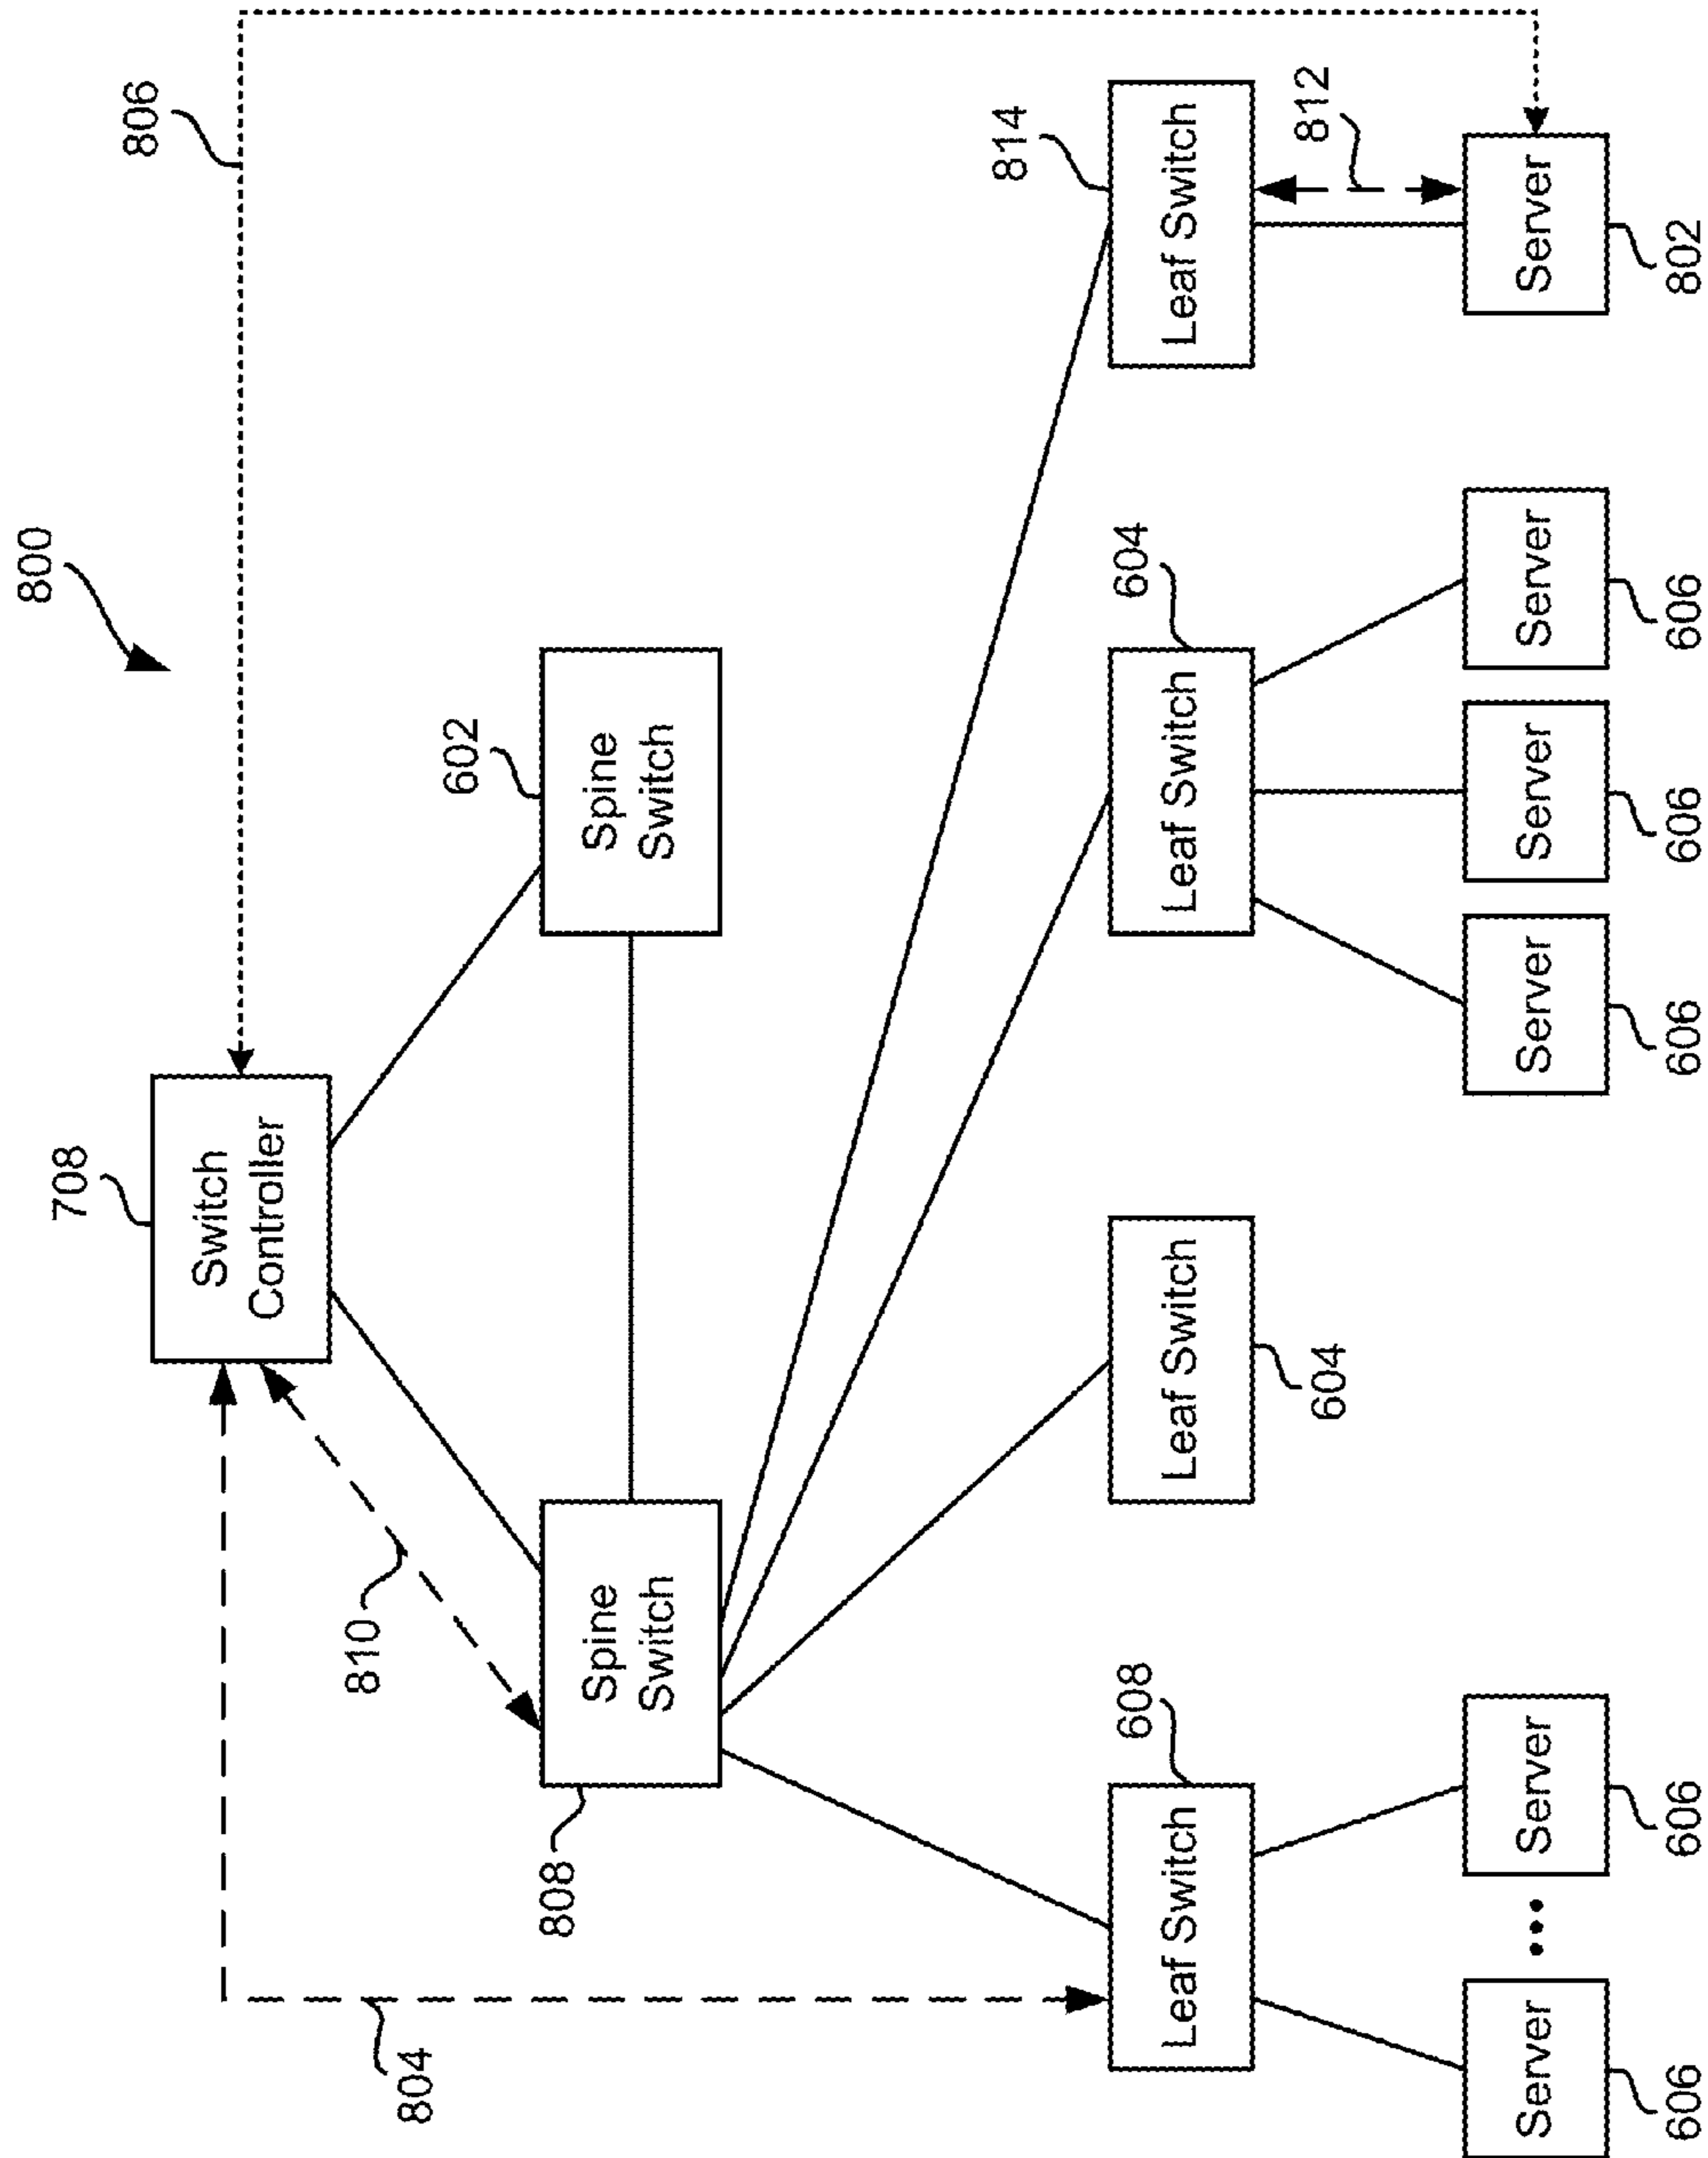 800
806
708
Switch
Controller
810
804
602
Spine
Switch
808
Spine
Switch
608
Leaf Switch
604
Leaf Switch
604
Leaf Switch
814
Leaf Switch
812
Server
606
•••
Server
606
Server
606
Server
606
Server
606
Server
802